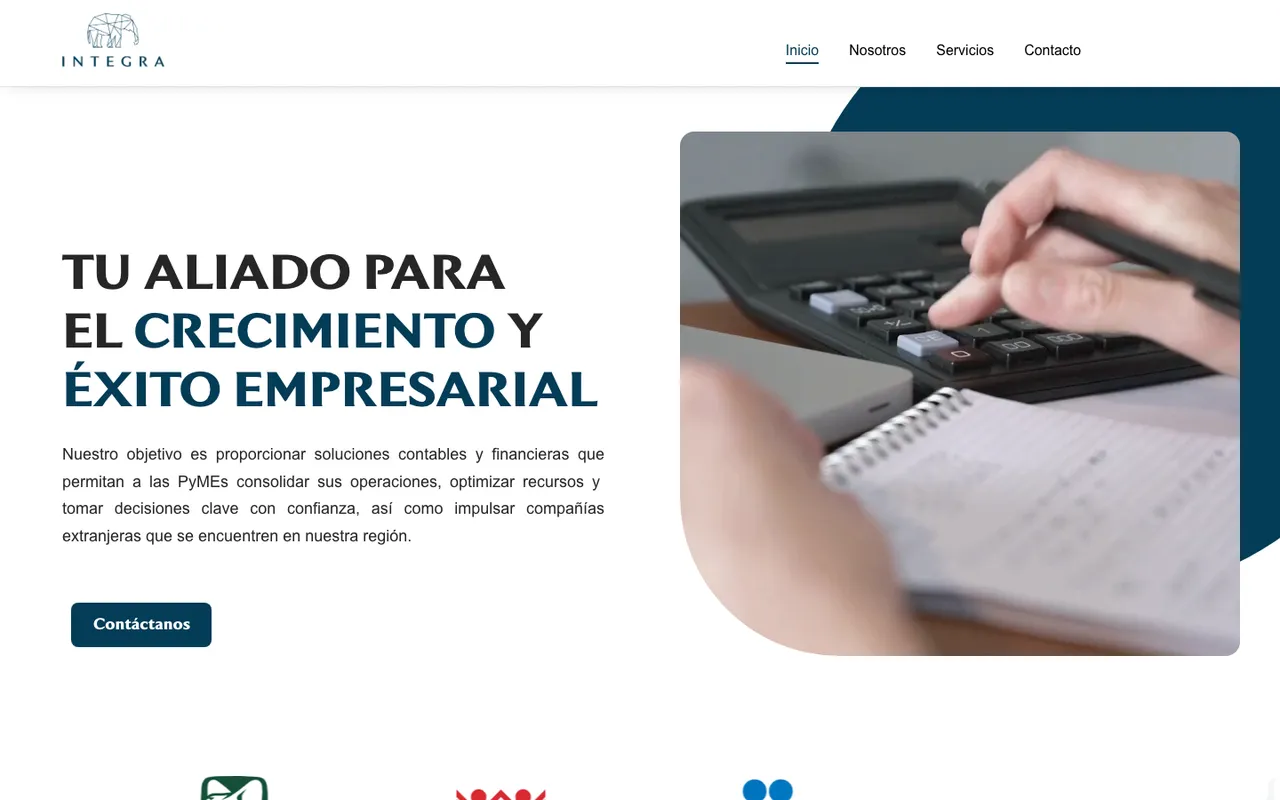 INTEGRA
Inicio
Nosotros
Servicios
Contacto
TU ALIADO PARA
EL CRECIMIENTO Y
ÉXITO EMPRESARIAL
Nuestro objetivo es proporcionar soluciones contables y financieras que
permitan a las PyMEs consolidar sus operaciones, optimizar recursos y
tomar decisiones clave con confianza, así como impulsar compañías
extranjeras que se encuentren en nuestra región.
Contáctanos